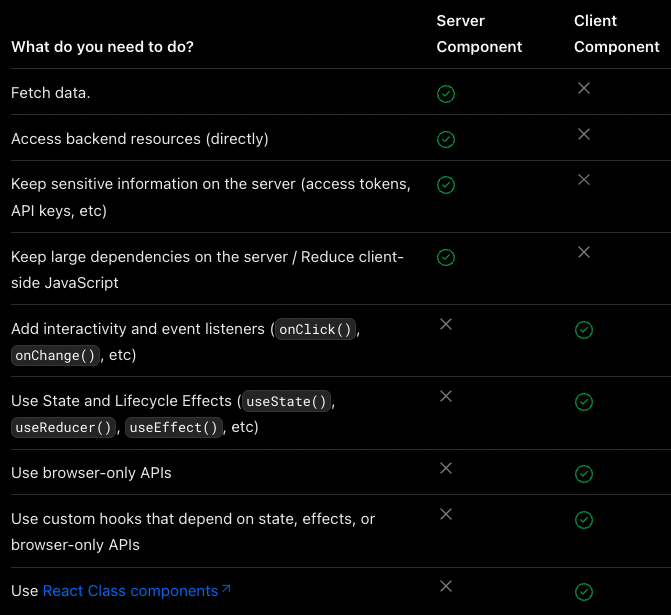 Server Client
What do you need to do? Component Component
Fetch data.
Access backend resources (directly)
Keep sensitive information on the server (access tokens,
API keys, etc)
Keep large dependencies on the server / Reduce client-
side JavaScript
Add interactivity and event listeners (onClick(),
onChange(), etc)
Use State and Lifecycle Effects (useState(),
useReducer(), useEffect(), etc)
Use browser-only APIs
Use custom hooks that depend on state, effects, or
browser-only APIs
Use React Class components